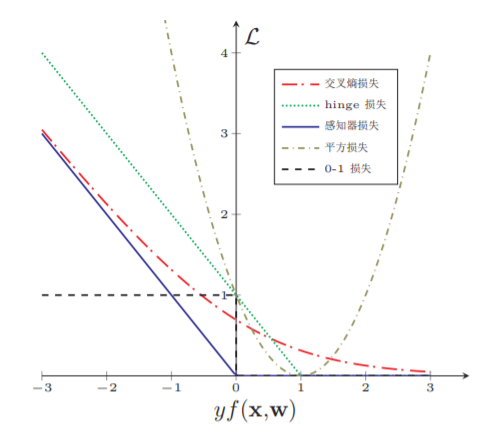 ℒ
4
3
2
1
交叉熵损失
hinge 损失
感知器损失
平方损失
0-1 损失
−3 −2 −1 0 1 2 3
yf(x,w)